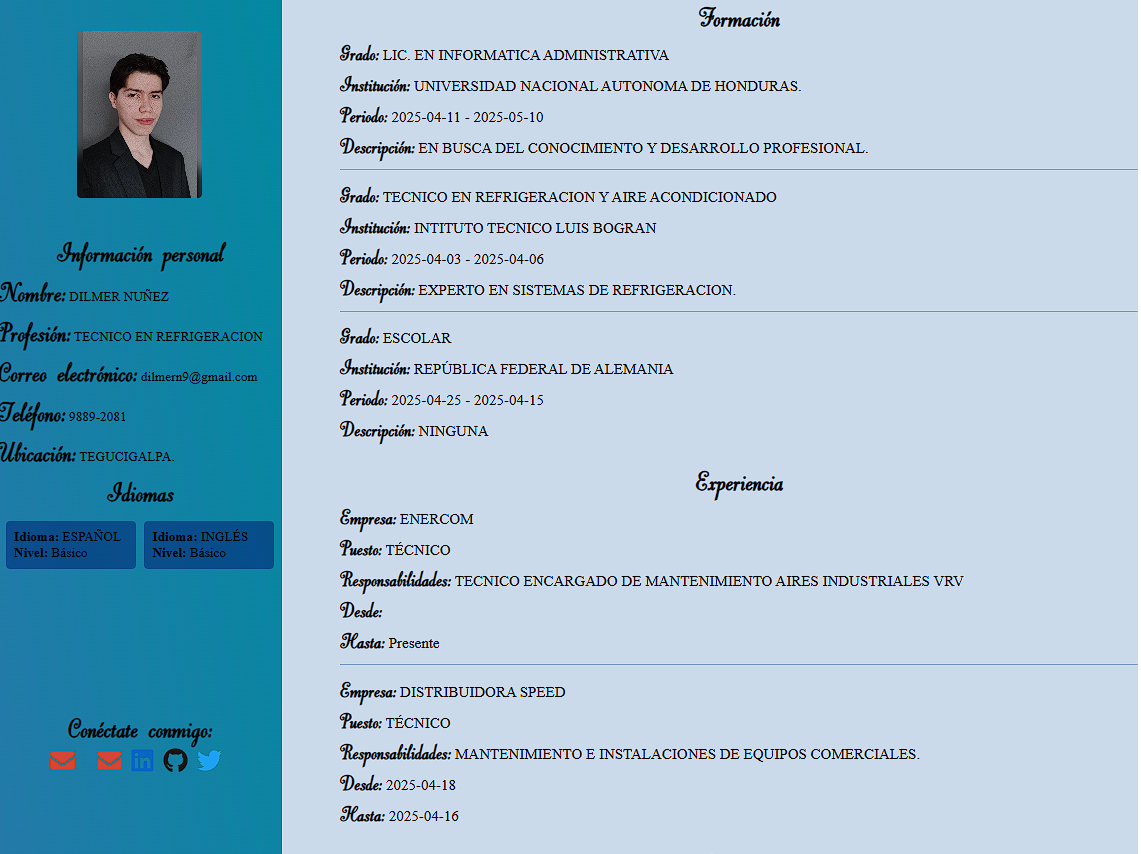 Información personal
Nombre: DILMER NUÑEZ
Profesión: TECNICO EN REFRIGERACION
Correo electrónico: dilmern9@gmail.com
Teléfono: 9889-2081
Ubicación: TEGUCIGALPA.
Idiomas
Idioma: ESPAÑOL
Nivel: Básico
Idioma: INGLÉS
Nivel: Básico
Conéctate conmigo:
in
Formación
Grado: LIC. EN INFORMATICA ADMINISTRATIVA
Institución: UNIVERSIDAD NACIONAL AUTONOMA DE HONDURAS.
Periodo: 2025-04-11 - 2025-05-10
Descripción: EN BUSCA DEL CONOCIMIENTO Y DESARROLLO PROFESIONAL.
Grado: TECNICO EN REFRIGERACION Y AIRE ACONDICIONADO
Institución: INTITUTO TECNICO LUIS BOGRAN
Periodo: 2025-04-03 - 2025-04-06
Descripción: EXPERTO EN SISTEMAS DE REFRIGERACION.
Grado: ESCOLAR
Institución: REPÚBLICA FEDERAL DE ALEMANIA
Periodo: 2025-04-25 - 2025-04-15
Descripción: NINGUNA
Experiencia
Empresa: ENERCOM
Puesto: TÉCNICO
Responsabilidades: TECNICO ENCARGADO DE MANTENIMIENTO AIRES INDUSTRIALES VRV
Desde:
Hasta: Presente
Empresa: DISTRIBUIDORA SPEED
Puesto: TÉCNICO
Responsabilidades: MANTENIMIENTO E INSTALACIONES DE EQUIPOS COMERCIALES.
Desde: 2025-04-18
Hasta: 2025-04-16